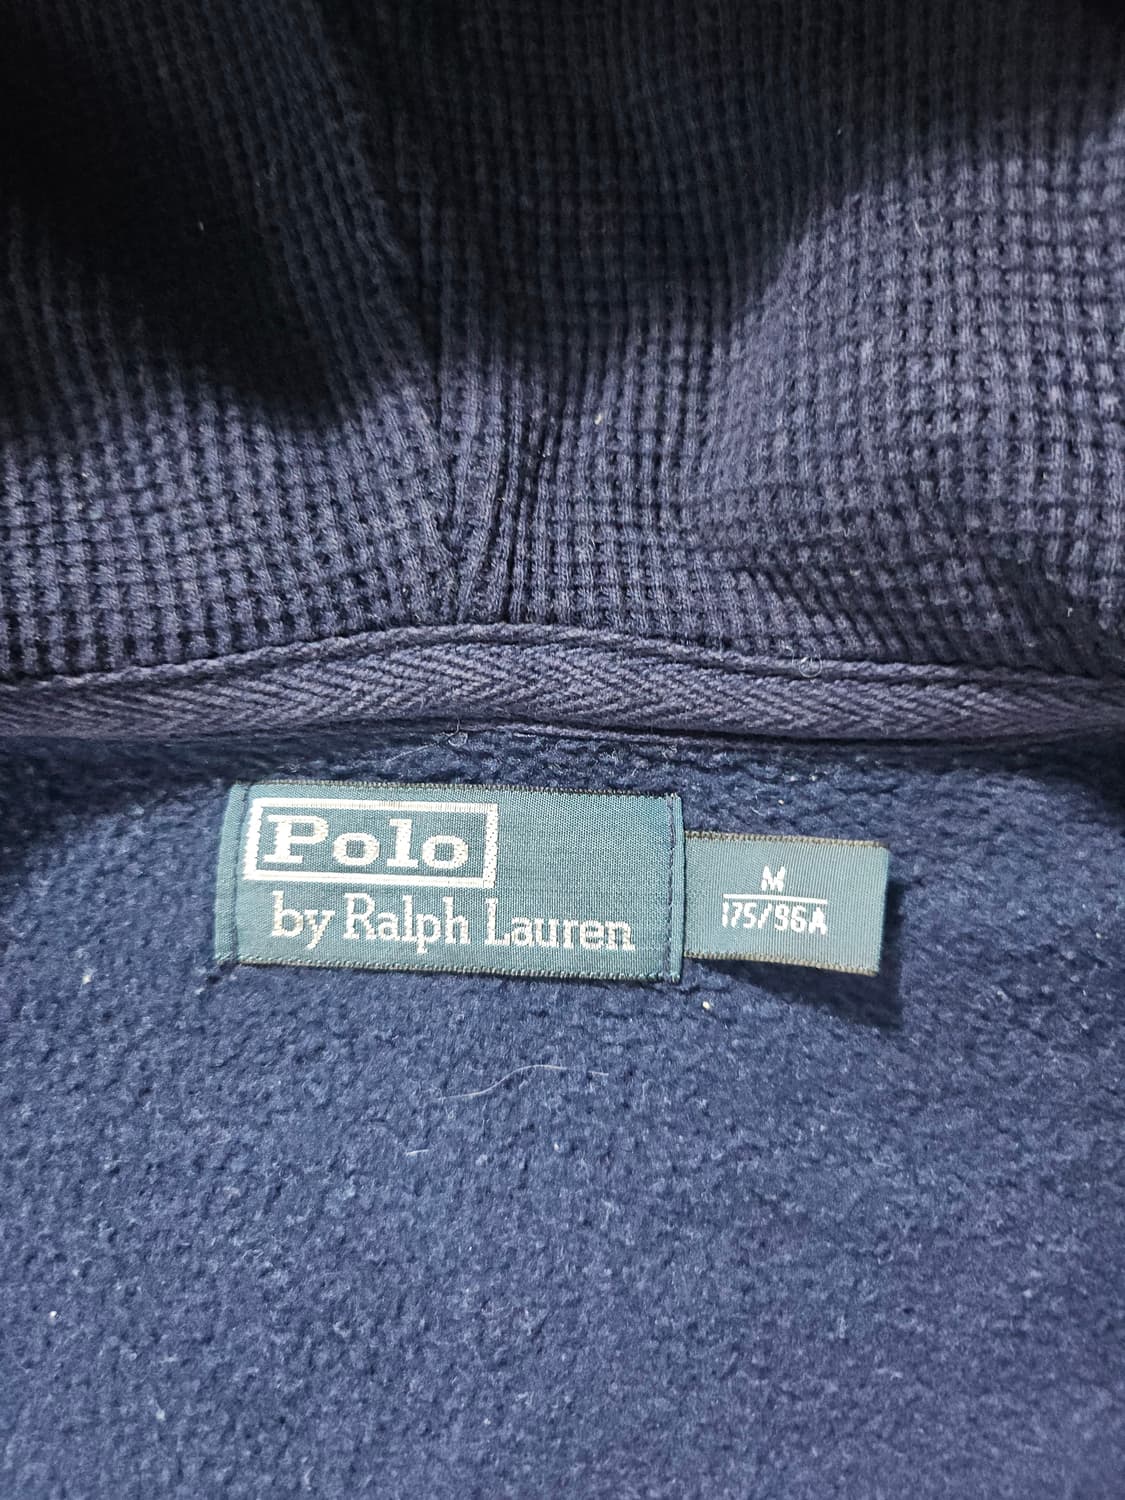 Polo
by Ralph Lauren
M
175/96A